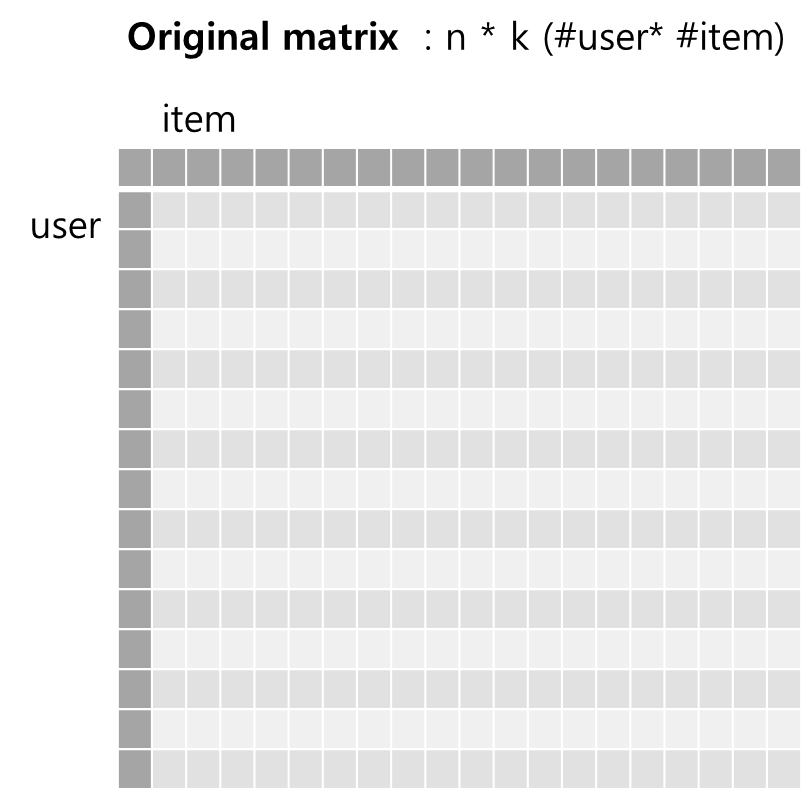 Original matrix : n * k (#user* #item)
item
user